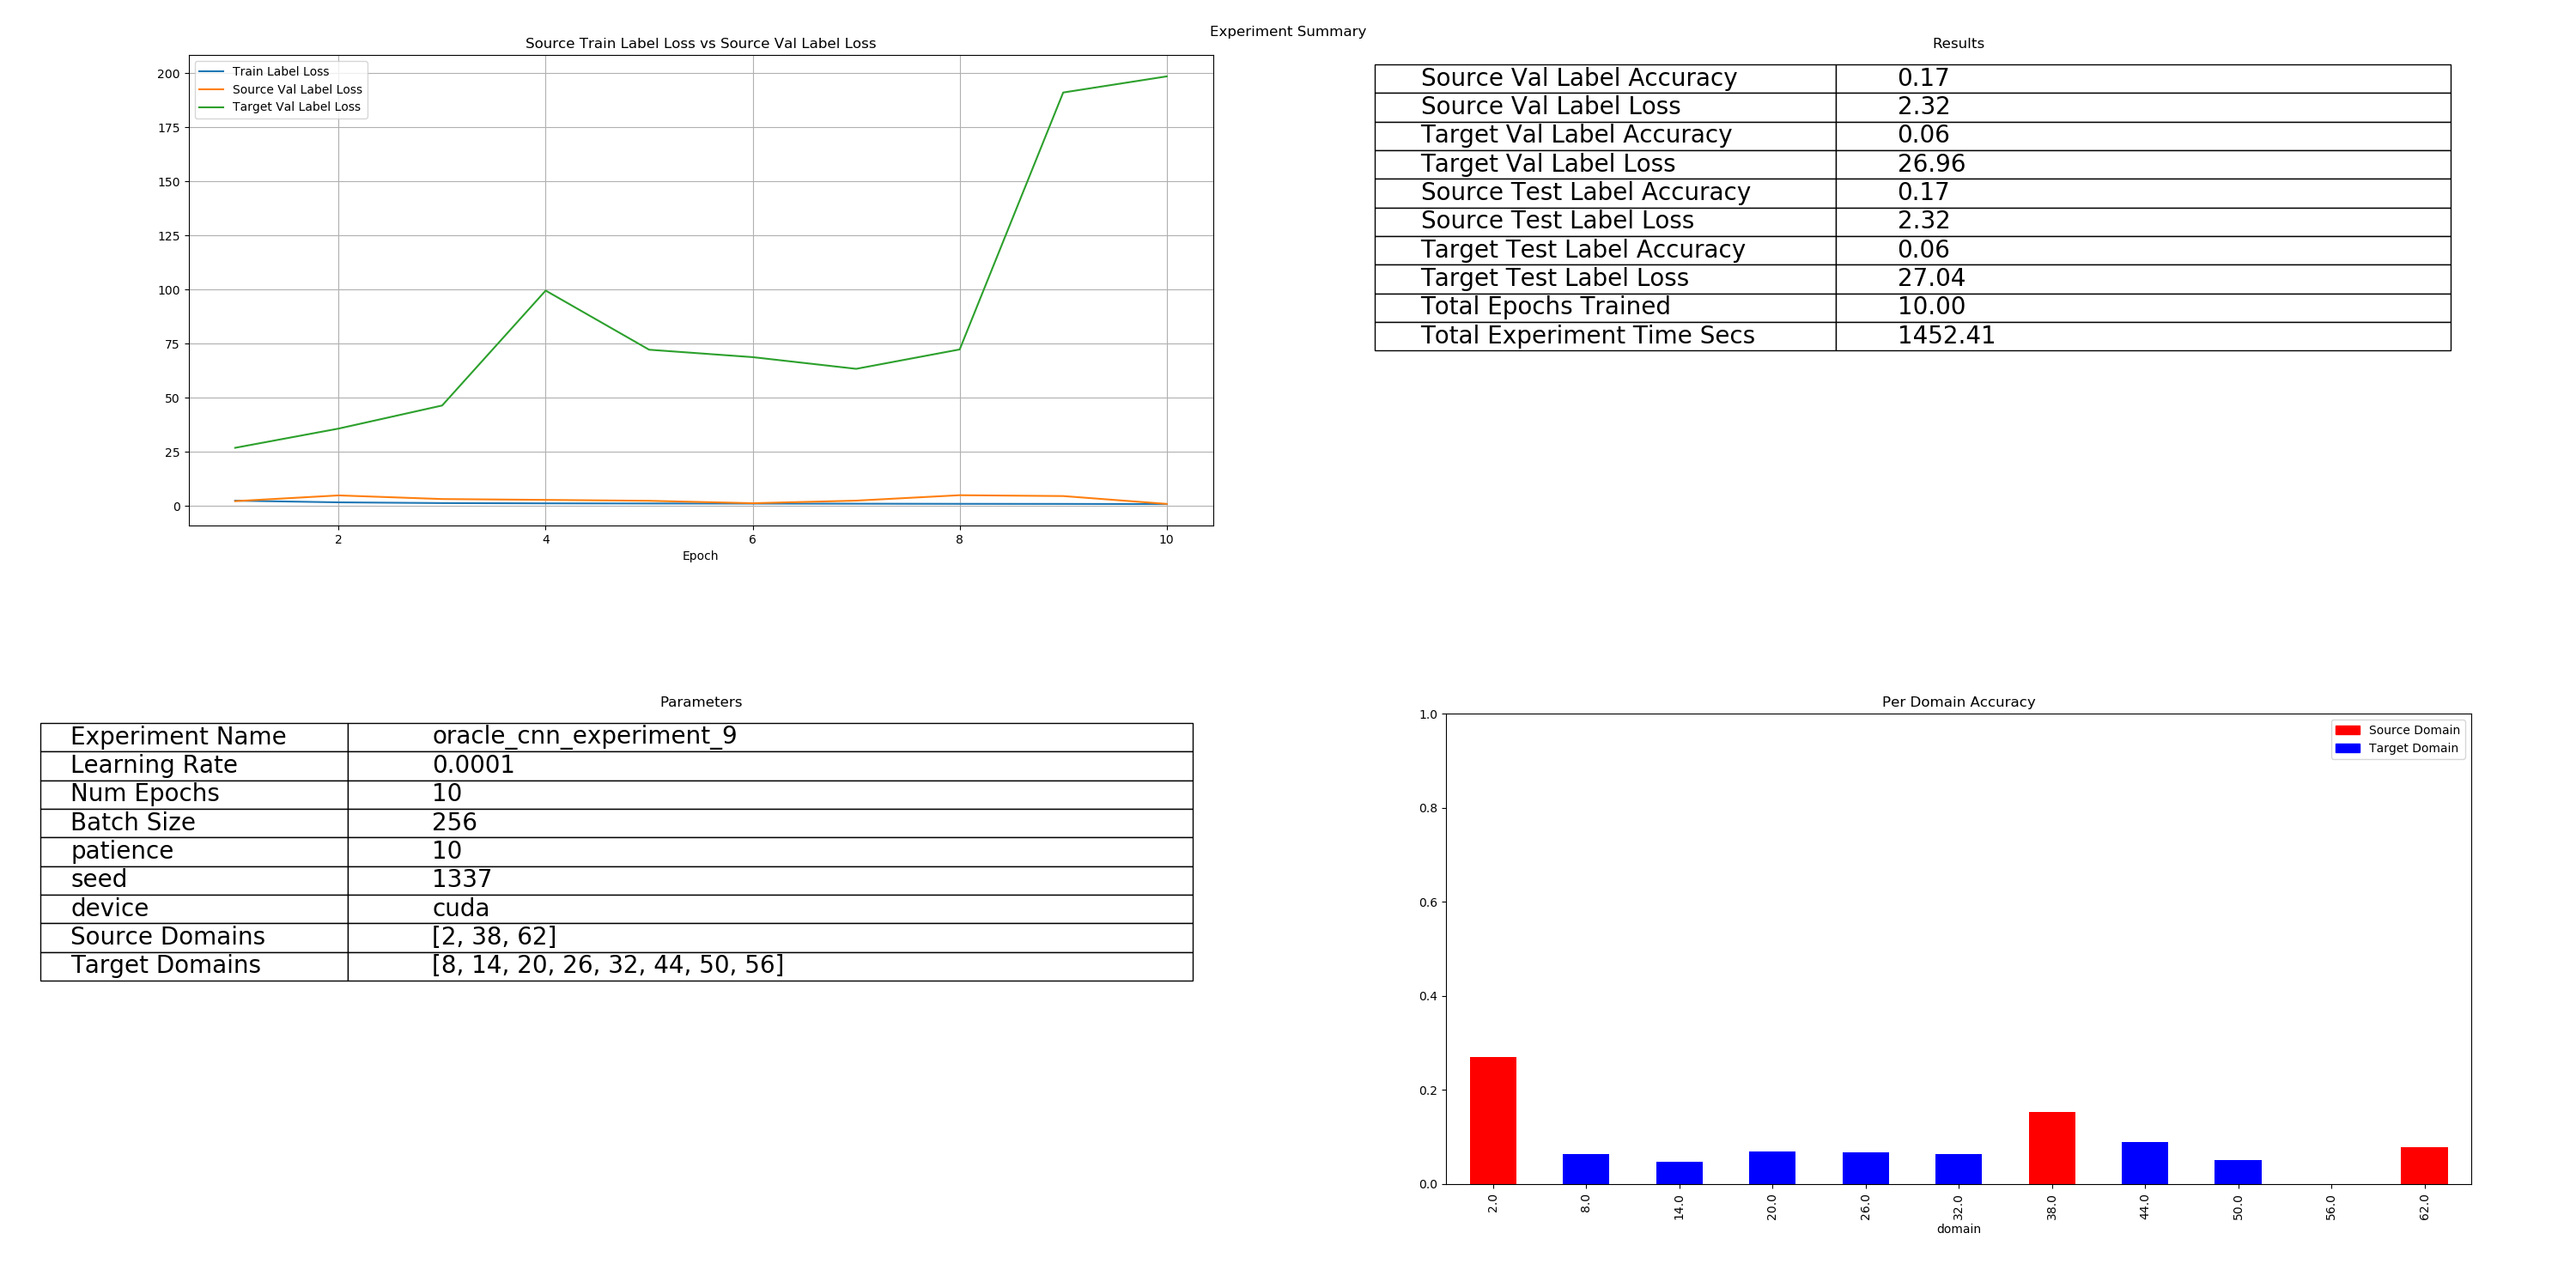 Experiment Summary
Source Train Label Loss vs Source Val Label Loss
Train Label Loss
Source Val Label Loss
Target Val Label Loss
200
175
150
125
100
75
50
25
0
2 4 6 8 10
Epoch
Results
Source Val Label Accuracy 0.17
Source Val Label Loss 2.32
Target Val Label Accuracy 0.06
Target Val Label Loss 26.96
Source Test Label Accuracy 0.17
Source Test Label Loss 2.32
Target Test Label Accuracy 0.06
Target Test Label Loss 27.04
Total Epochs Trained 10.00
Total Experiment Time Secs 1452.41
Parameters
Experiment Name oracle_cnn_experiment_9
Learning Rate 0.0001
Num Epochs 10
Batch Size 256
patience 10
seed 1337
device cuda
Source Domains [2, 38, 62]
Target Domains [8, 14, 20, 26, 32, 44, 50, 56]
Per Domain Accuracy
Source Domain
Target Domain
1.0
0.8
0.6
0.4
0.2
0.0
2.0 8.0 14.0 20.0 26.0 32.0 38.0 44.0 50.0 56.0 62.0
domain